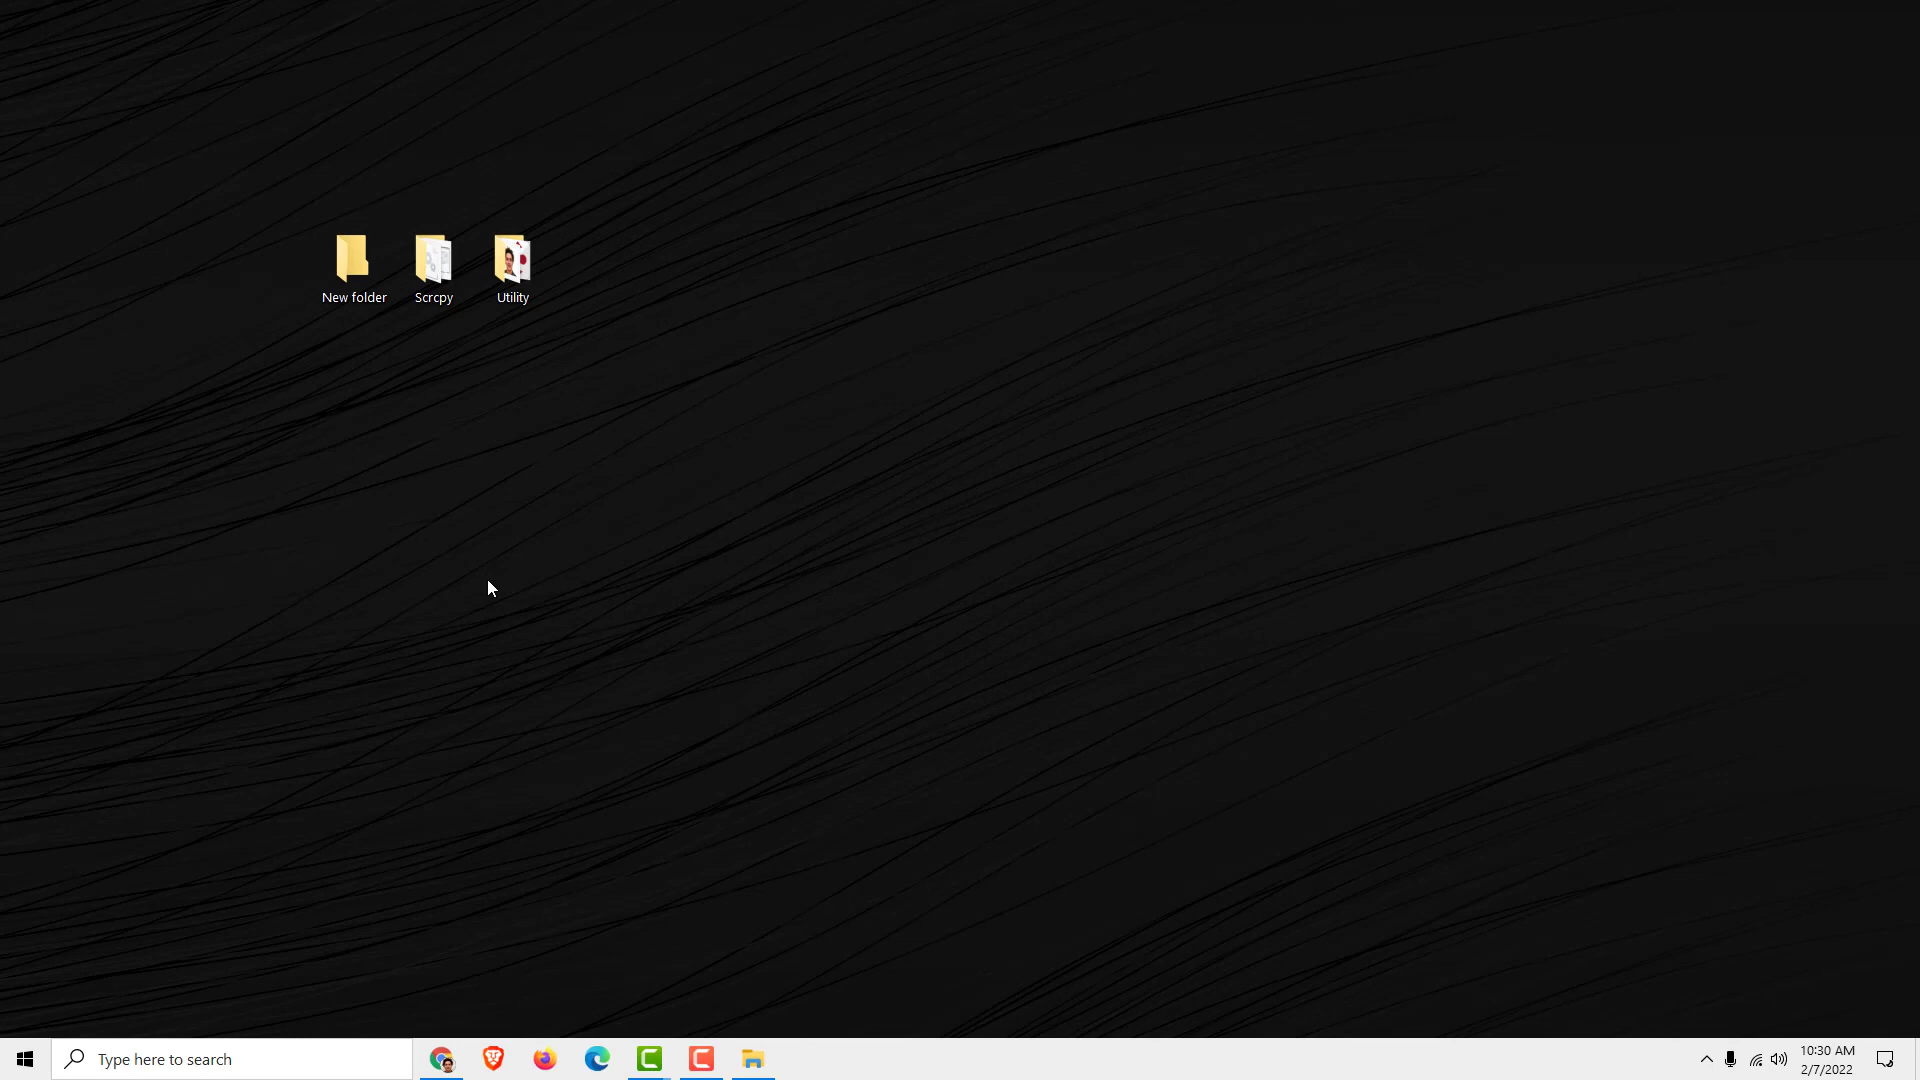 New folder
Scrcpy
Utility
Type here to search
10:30 AM
2/7/2022